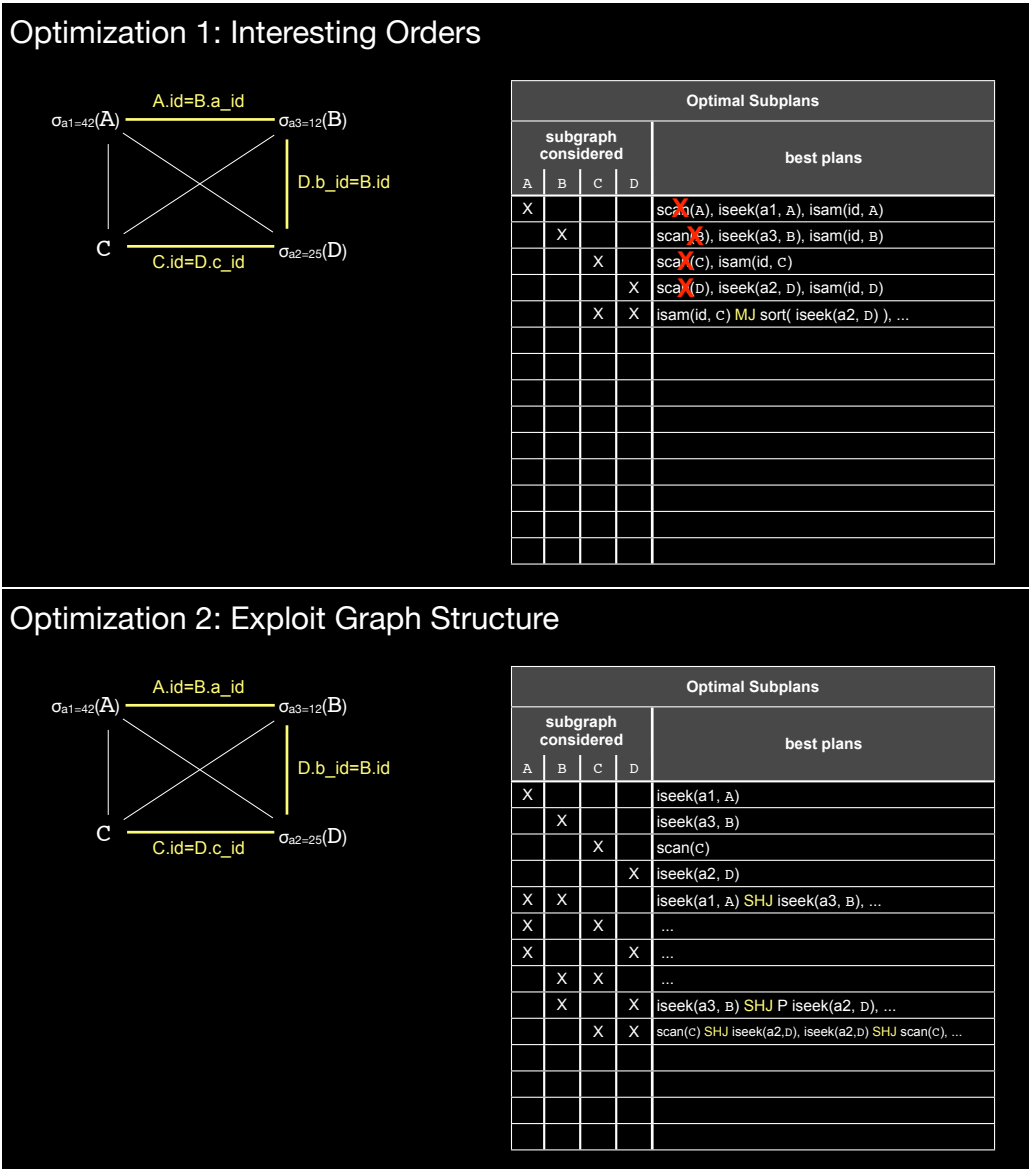 Optimization 1: Interesting Orders
A.id=B.a_id
σa1=42(A)
σa3=12(B)
D.b_id=B.id
C
C.id=D.c_id
σa2=25(D)
Optimal Subplans
subgraph
considered
best plans
A B C D
X scan(A), iseek(a1, A), isam(id, A)
X scan(B), iseek(a3, B), isam(id, B)
X scan(C), isam(id, C)
X scan(D), iseek(a2, D), isam(id, D)
X X isam(id, C) MJ sort( iseek(a2, D) ), ...
Optimization 2: Exploit Graph Structure
A.id=B.a_id
σa1=42(A)
σa3=12(B)
D.b_id=B.id
C
C.id=D.c_id
σa2=25(D)
Optimal Subplans
subgraph
considered
best plans
A B C D
X iseek(a1, A)
X iseek(a3, B)
X scan(C)
X iseek(a2, D)
X X iseek(a1, A) SHJ iseek(a3, B), ...
X X ...
X X ...
X X ...
X X iseek(a3, B) SHJ P iseek(a2, D), ...
X X scan(C) SHJ iseek(a2,D), iseek(a2,D) SHJ scan(C), ...